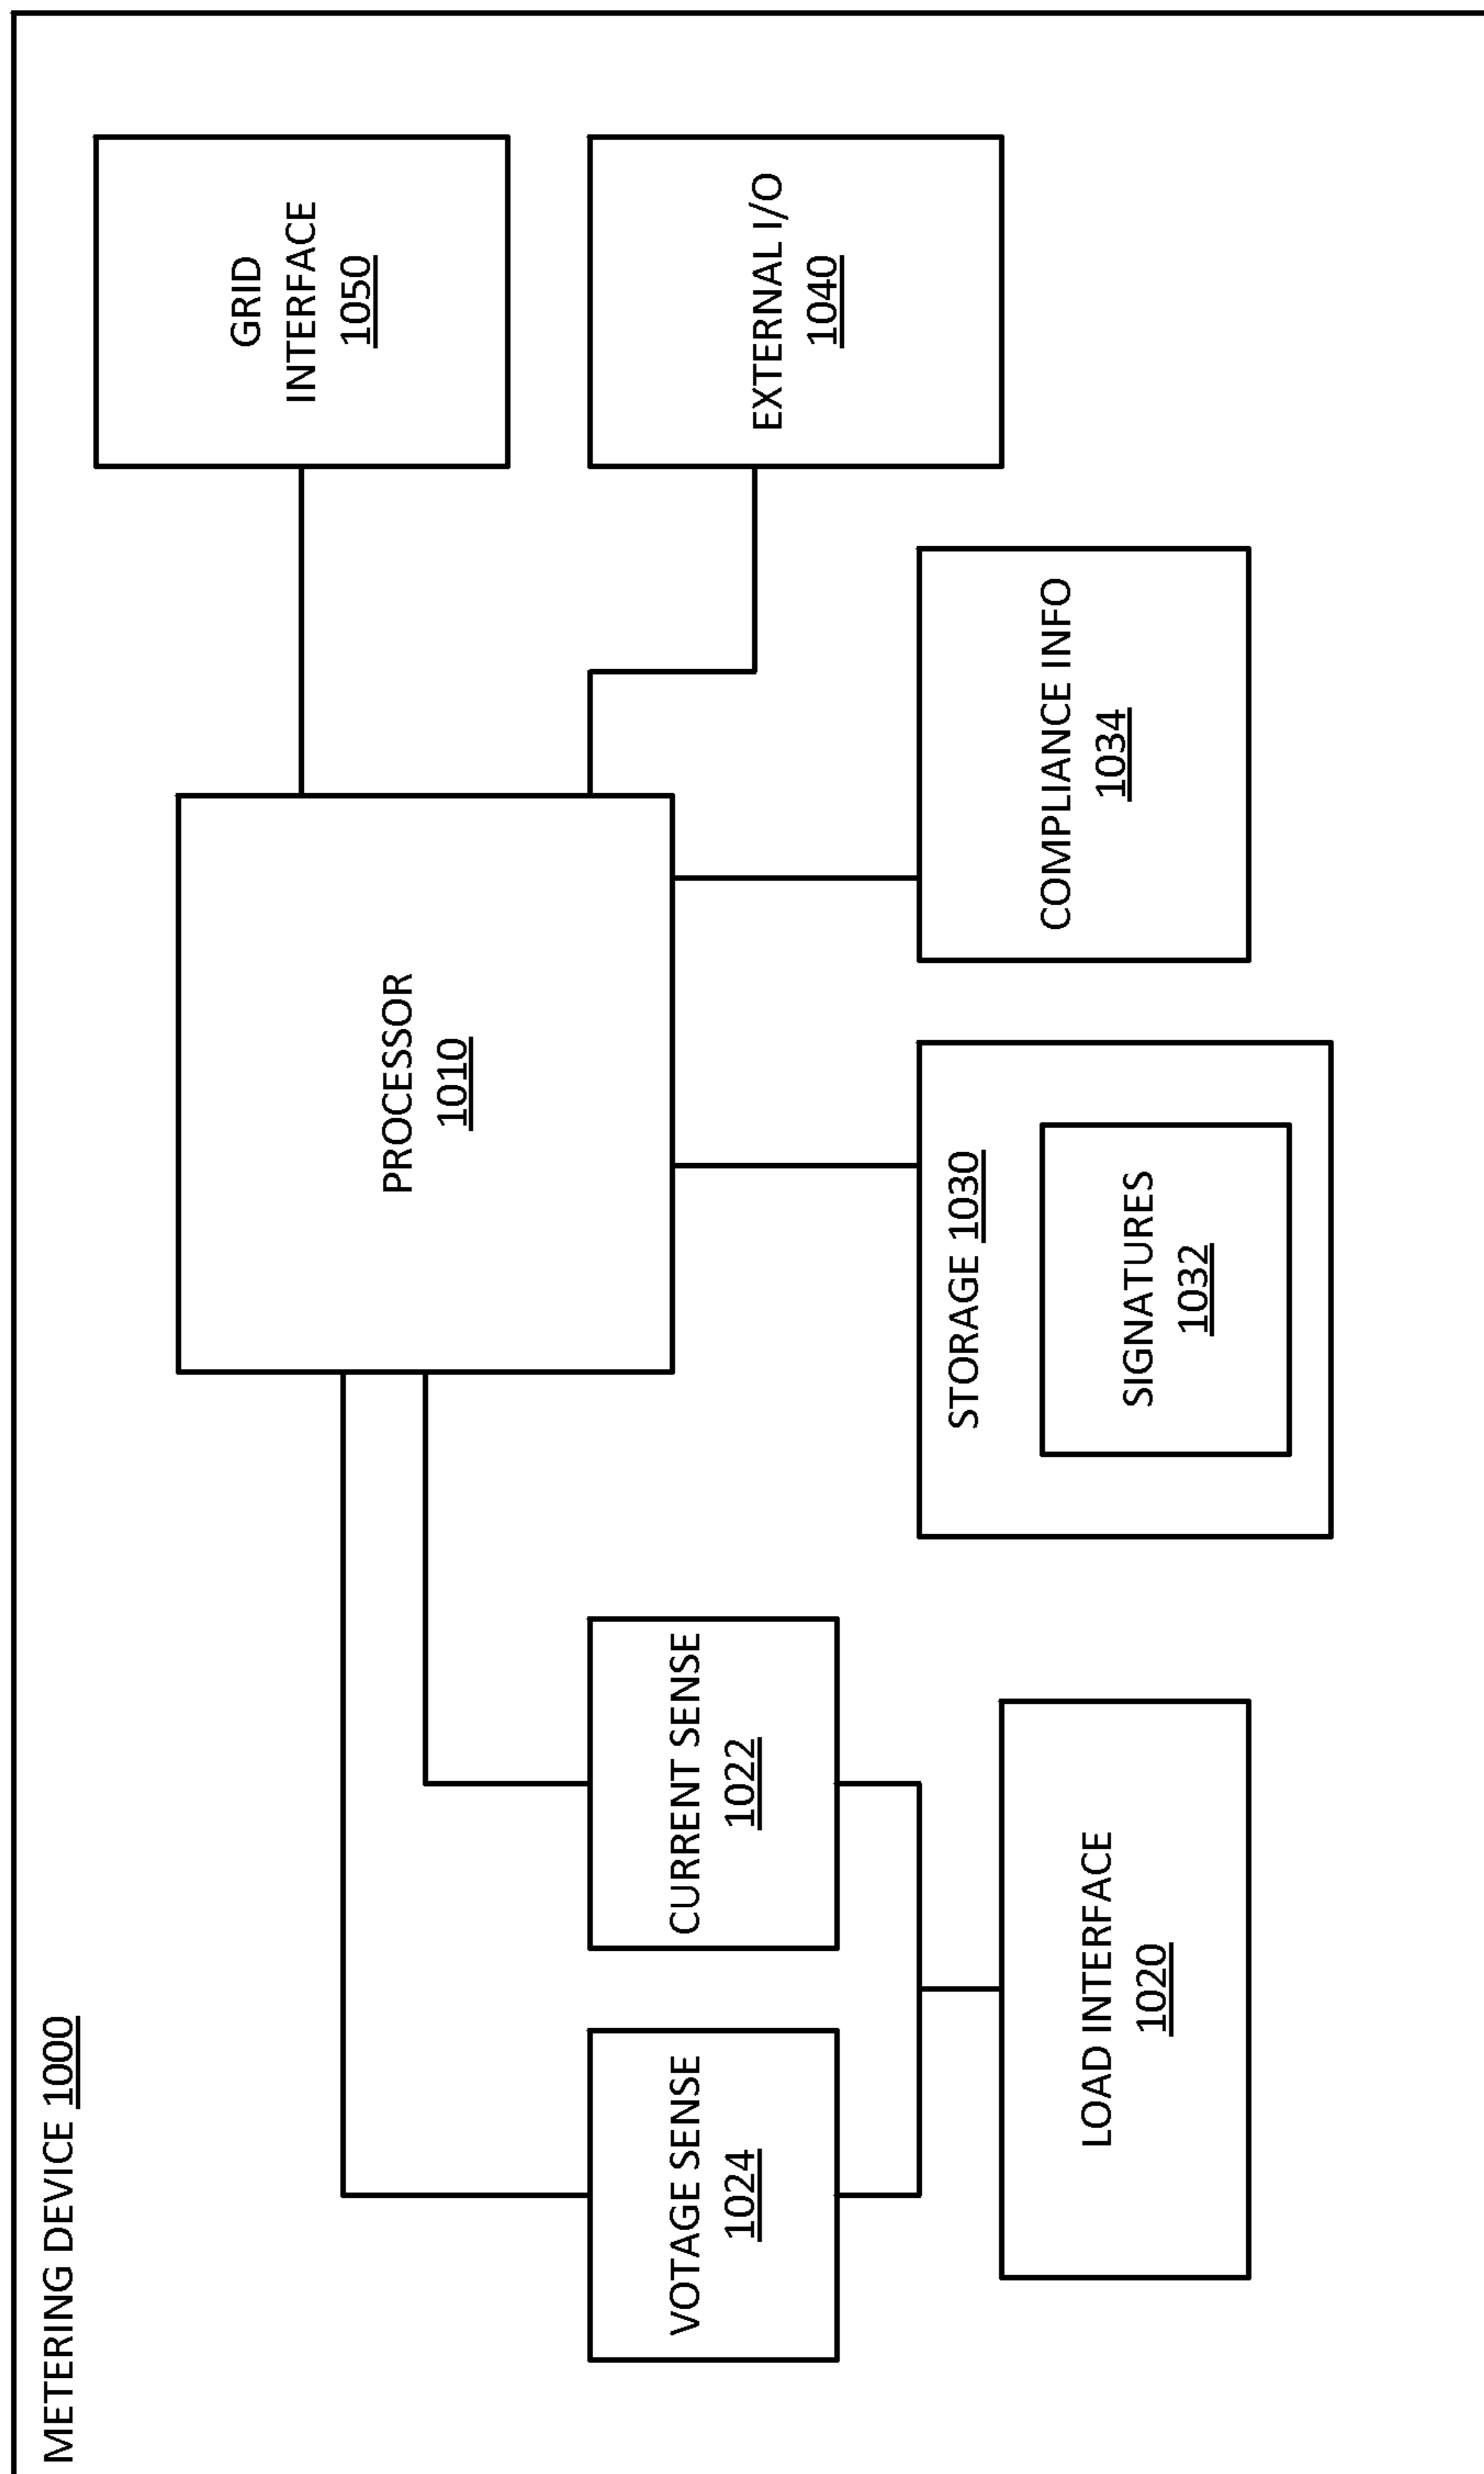 METERING DEVICE 1000
VOTAGE SENSE
1024
CURRENT SENSE
1022
LOAD INTERFACE
1020
PROCESSOR
1010
STORAGE 1030
SIGNATURES
1032
COMPLIANCE INFO
1034
GRID
INTERFACE
1050
EXTERNAL I/O
1040